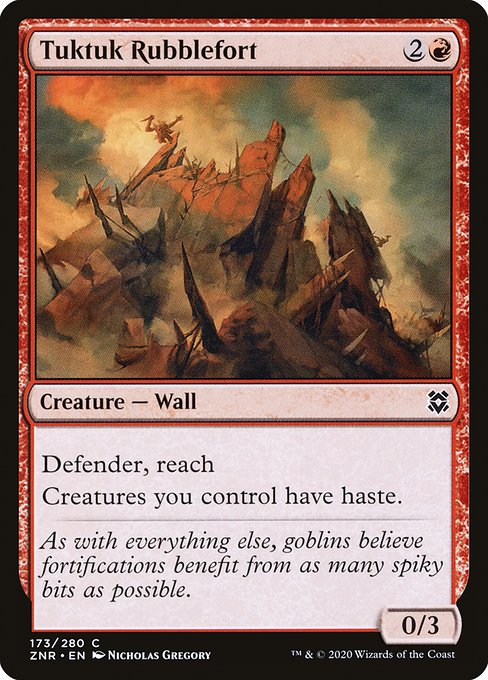 Tuktuk Rubblefort 2
Creature — Wall
Defender, reach
Creatures you control have haste.
As with everything else, goblins believe
fortifications benefit from as many spiky
bits as possible.
0/3
173/280 C
ZNR • EN Nicholas Gregory
™ & © 2020 Wizards of the Coast